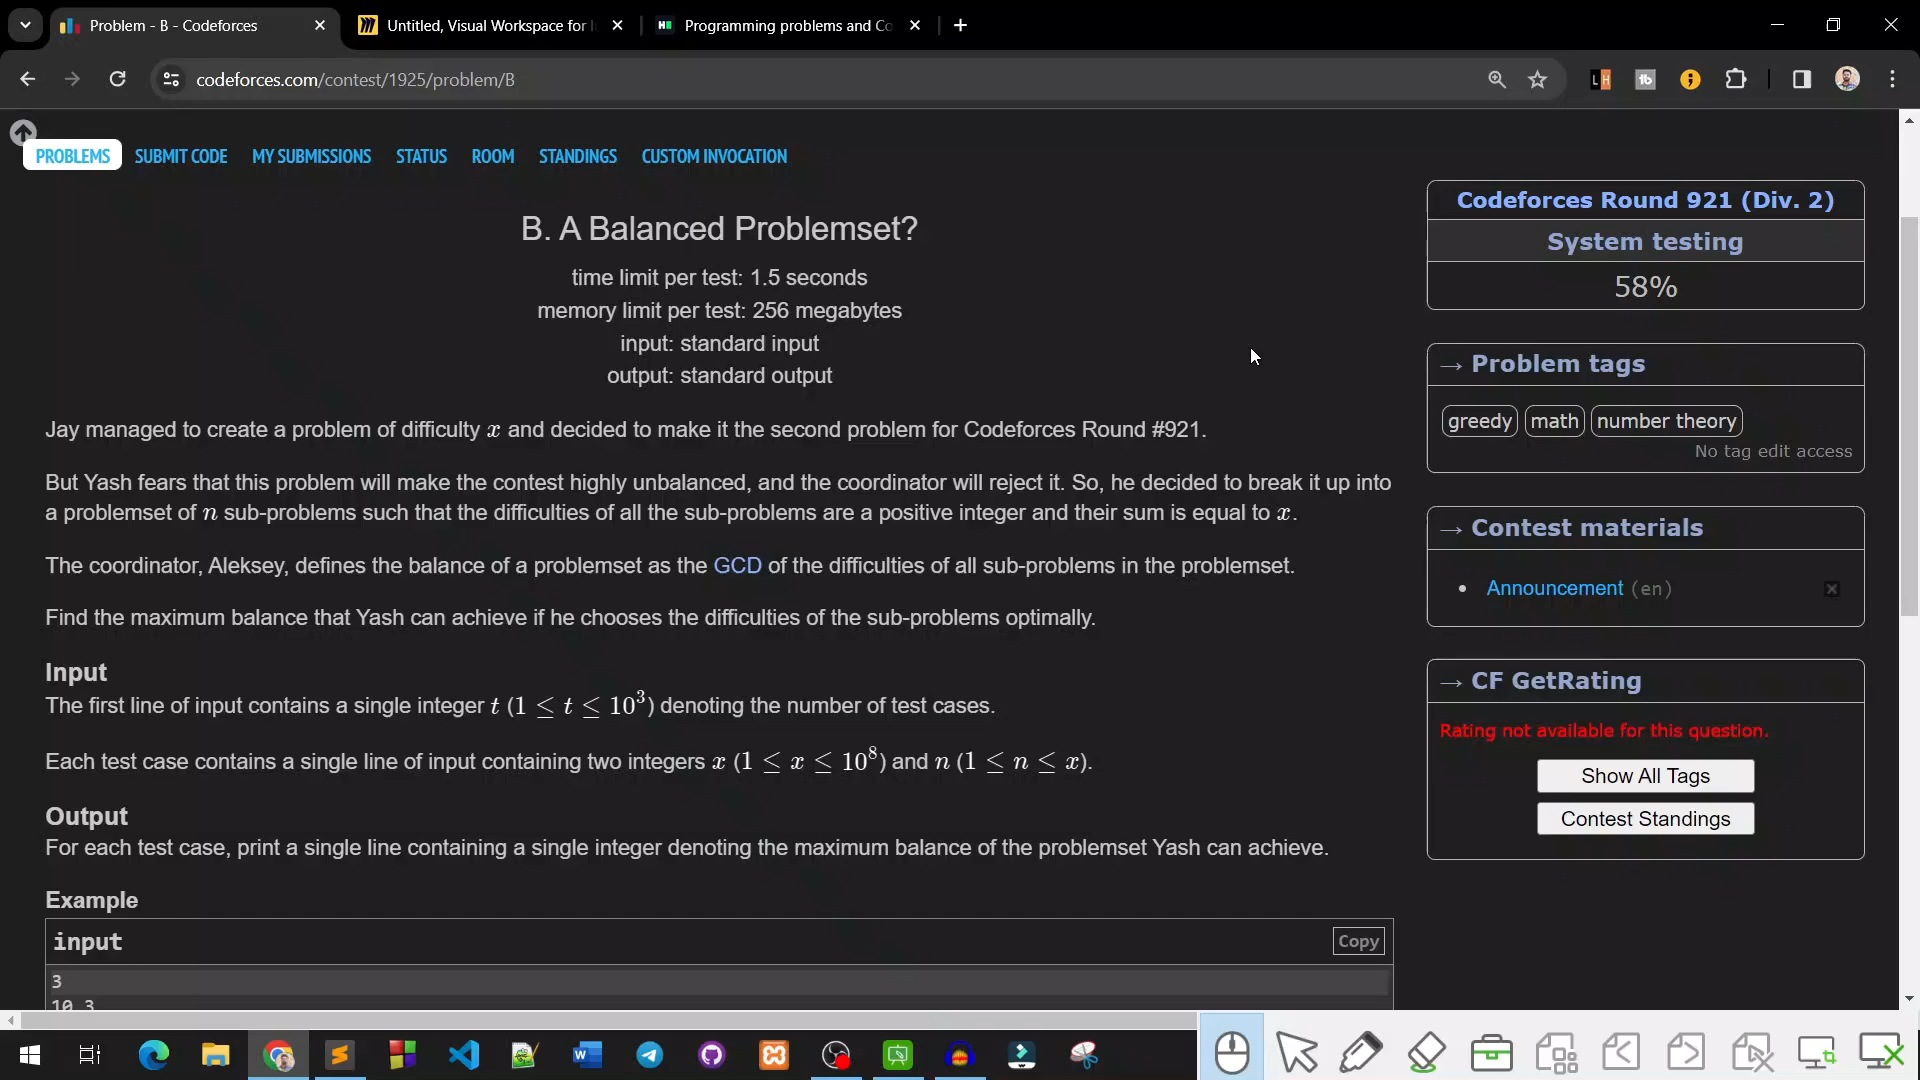 Problem - B - Codeforces
Untitled, Visual Workspace for
Programming problems and Co
codeforces.com/contest/1925/problem/B
PROBLEMS SUBMIT CODE MY SUBMISSIONS STATUS ROOM STANDINGS CUSTOM INVOCATION
B. A Balanced Problemset?
time limit per test: 1.5 seconds
memory limit per test: 256 megabytes
input: standard input
output: standard output
Jay managed to create a problem of difficulty x and decided to make it the second problem for Codeforces Round #921.
But Yash fears that this problem will make the contest highly unbalanced, and the coordinator will reject it. So, he decided to break it up into
a problemset of n sub-problems such that the difficulties of all the sub-problems are a positive integer and their sum is equal to x.
The coordinator, Aleksey, defines the balance of a problemset as the GCD of the difficulties of all sub-problems in the problemset.
Find the maximum balance that Yash can achieve if he chooses the difficulties of the sub-problems optimally.
Input
The first line of input contains a single integer t (1 ≤ t ≤ 10³) denoting the number of test cases.
Each test case contains a single line of input containing two integers x (1 ≤ x ≤ 10⁸) and n (1 ≤ n ≤ x).
Output
For each test case, print a single line containing a single integer denoting the maximum balance of the problemset Yash can achieve.
Example
input
Copy
3
10 3
Codeforces Round 921 (Div. 2)
System testing
58%
→ Problem tags
greedy math number theory
No tag edit access
→ Contest materials
• Announcement (en)
→ CF GetRating
Rating not available for this question.
Show All Tags
Contest Standings